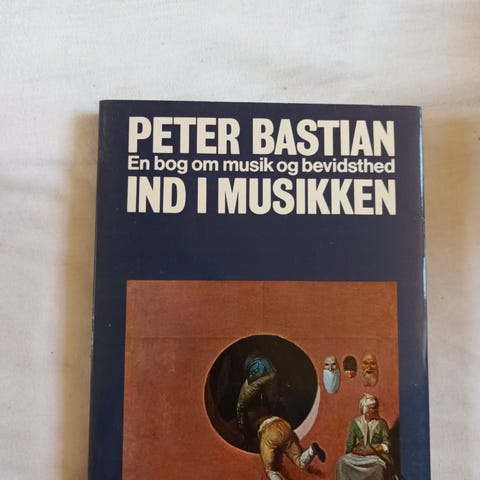 PETER BASTIAN
En bog om musik og bevidsthed
IND I MUSIKKEN